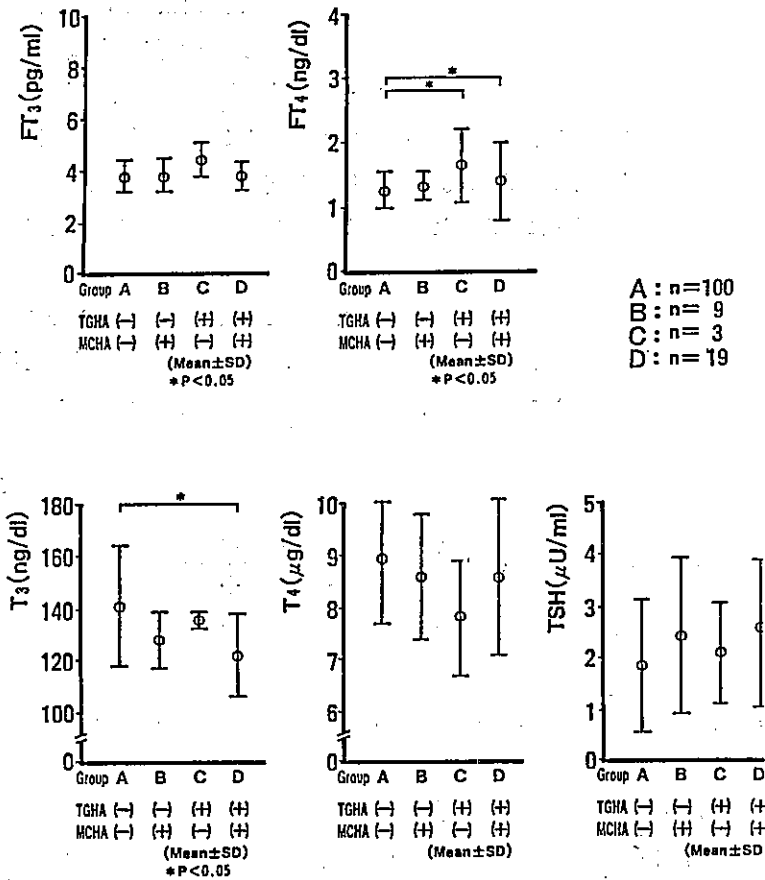 FT3(pg/ml)
10
8
6
4
2
0
Group A B C D
TGHA (−) (−) (+) (+)
MCHA (−) (+) (−) (+)
(Mean±SD)
*P<0.05
FT4(ng/dl)
4
3
2
1
0
* 
*
Group A B C D
TGHA (−) (−) (+) (+)
MCHA (−) (+) (−) (+)
(Mean±SD)
*P<0.05
A : n=100
B : n= 9
C : n= 3
D : n= 19
T3(ng/dl)
180
160
140
120
100
0
*
Group A B C D
TGHA (−) (−) (+) (+)
MCHA (−) (+) (−) (+)
(Mean±SD)
*P<0.05
T4(μg/dl)
10
9
8
7
6
0
Group A B C D
TGHA (−) (−) (+) (+)
MCHA (−) (+) (−) (+)
(Mean±SD)
TSH(μU/ml)
5
4
3
2
1
0
Group A B C D
TGHA (−) (−) (+) (+
MCHA (−) (+) (−) (+
(Mean±SD